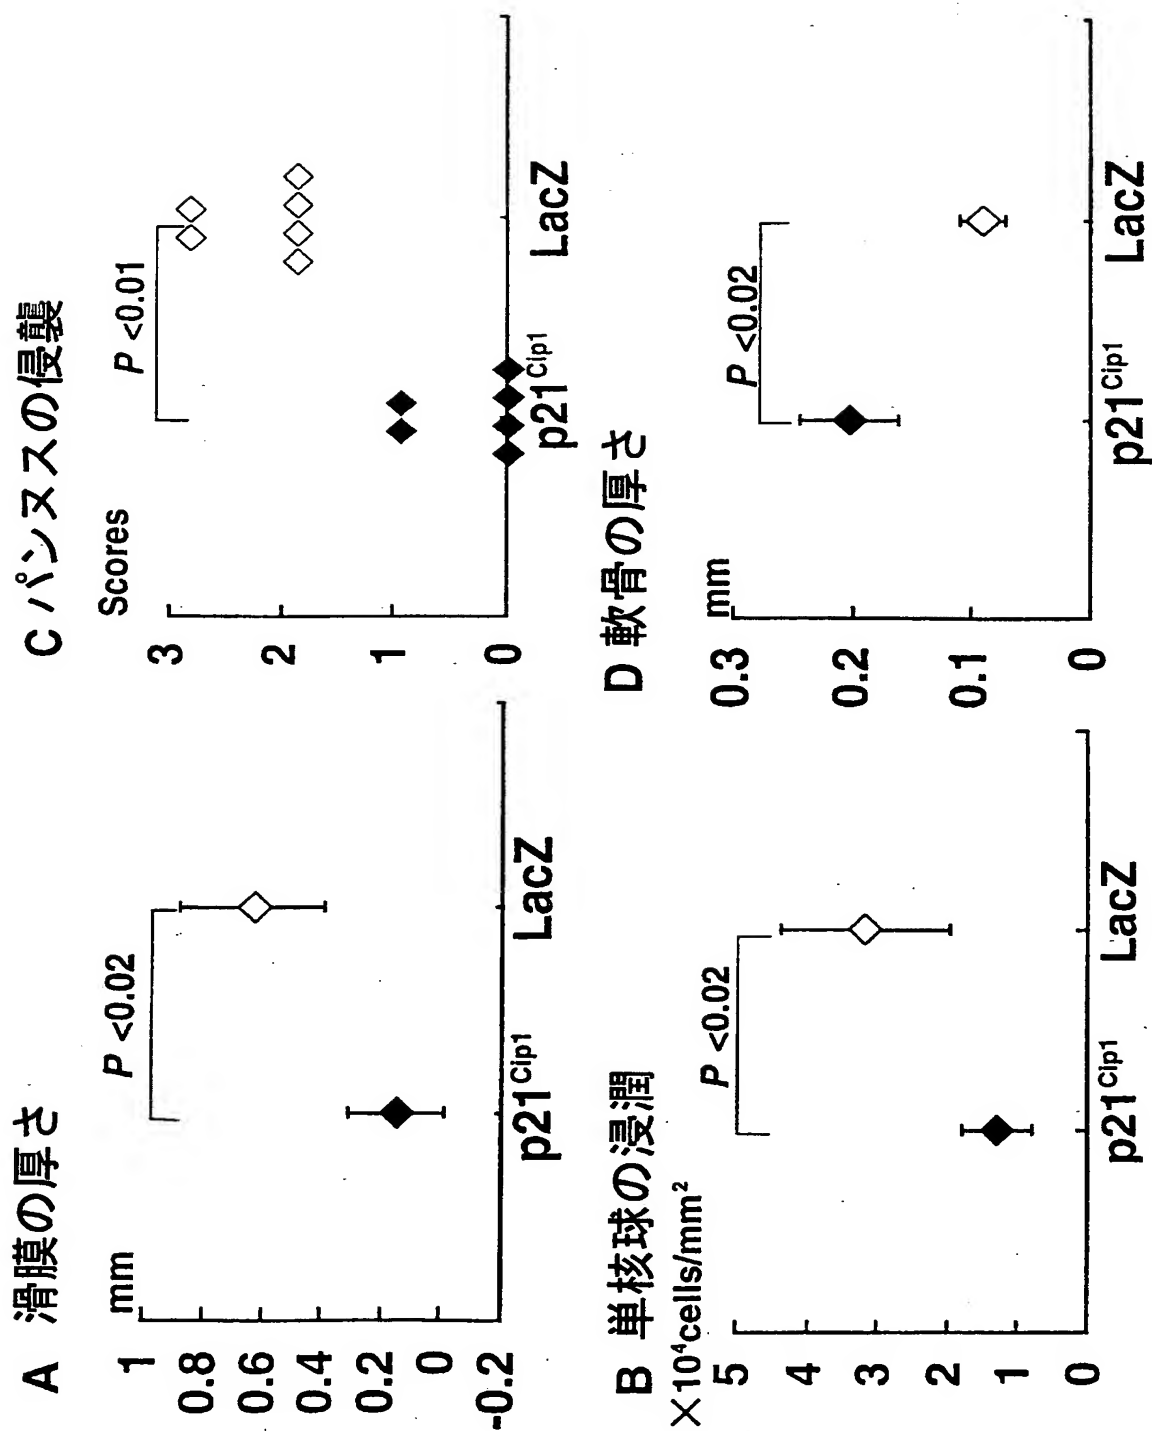 A 滑膜の厚さ
mm
P <0.02
1
0.8
0.6
0.4
0.2
0
-0.2
p21Cip1
LacZ
B 単核球の浸潤
×10⁴cells/mm²
P <0.02
5
4
3
2
1
0
p21Cip1
LacZ
C パンヌスの侵襲
Scores
P <0.01
3
2
1
0
p21Cip1
LacZ
D 軟骨の厚さ
mm
P <0.02
0.3
0.2
0.1
0
p21Cip1
LacZ